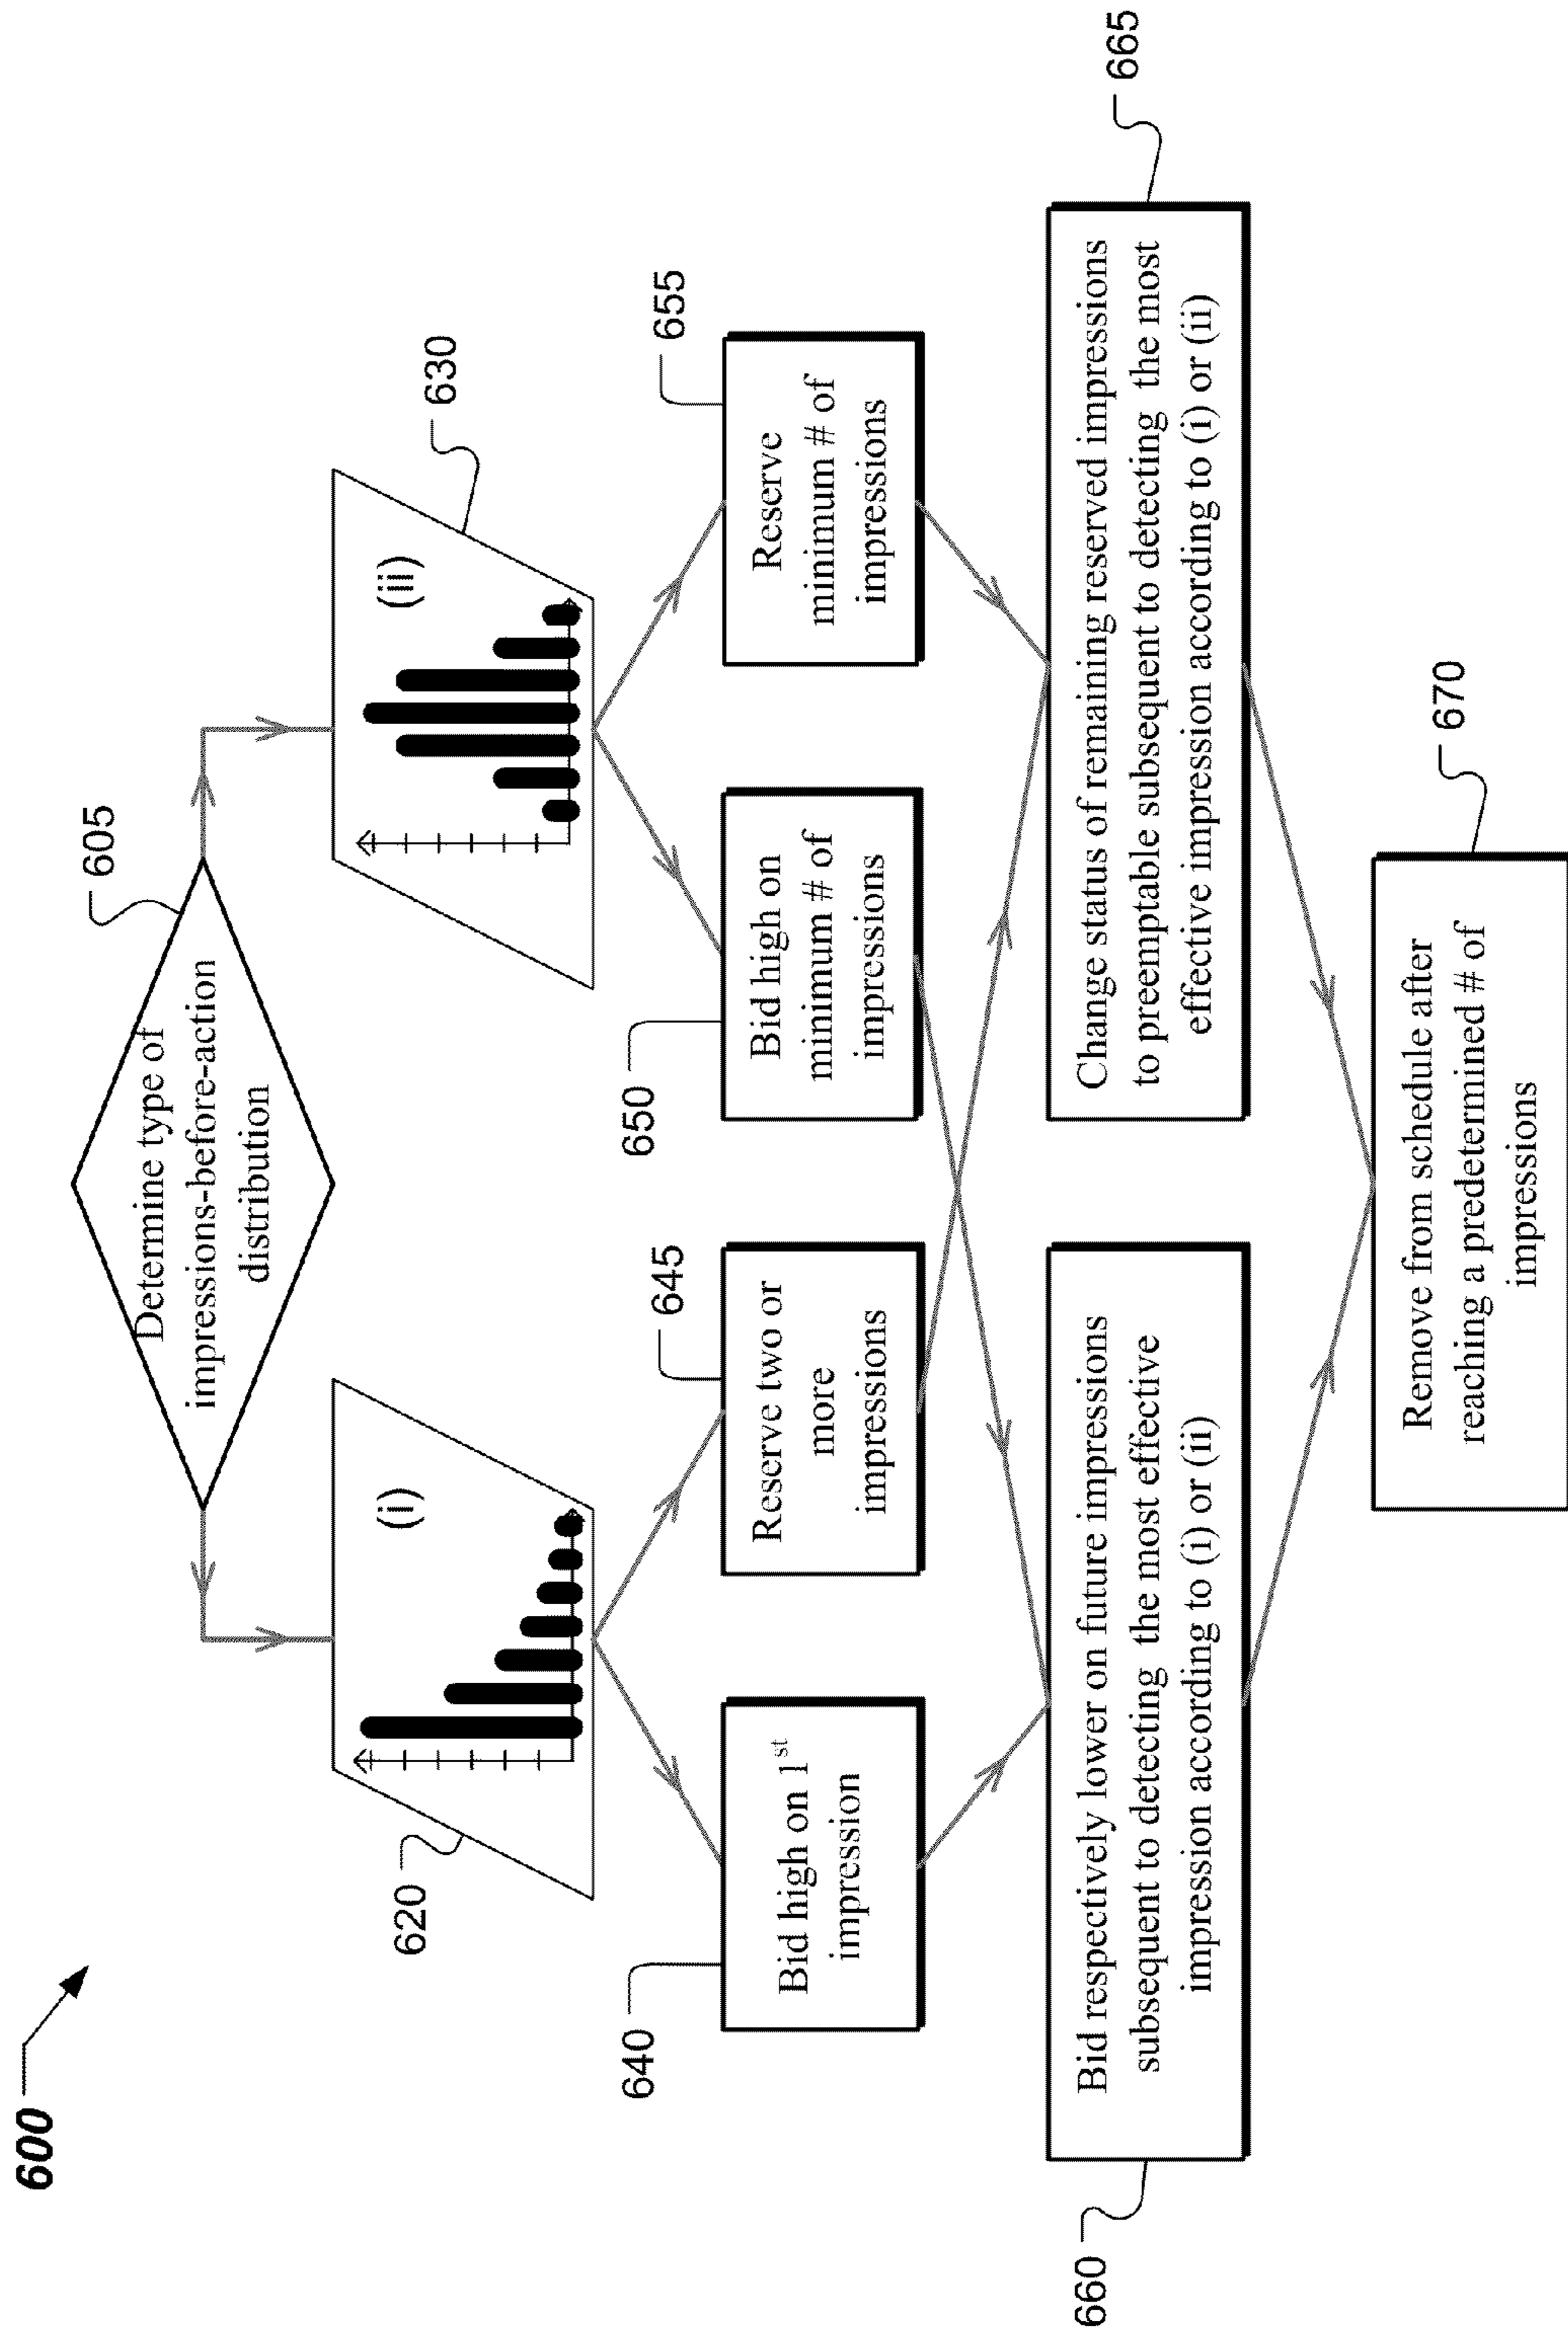 600
605
Determine type of
impressions-before-action
distribution
620
(i)
(ii)
630
640
Bid high on 1st
impression
645
Reserve two or
more
impressions
650
Bid high on
minimum # of
impressions
655
Reserve
minimum # of
impressions
660
Bid respectively lower on future impressions
subsequent to detecting the most effective
impression according to (i) or (ii)
665
Change status of remaining reserved impressions
to preemptable subsequent to detecting the most
effective impression according to (i) or (ii)
670
Remove from schedule after
reaching a predetermined # of
impressions